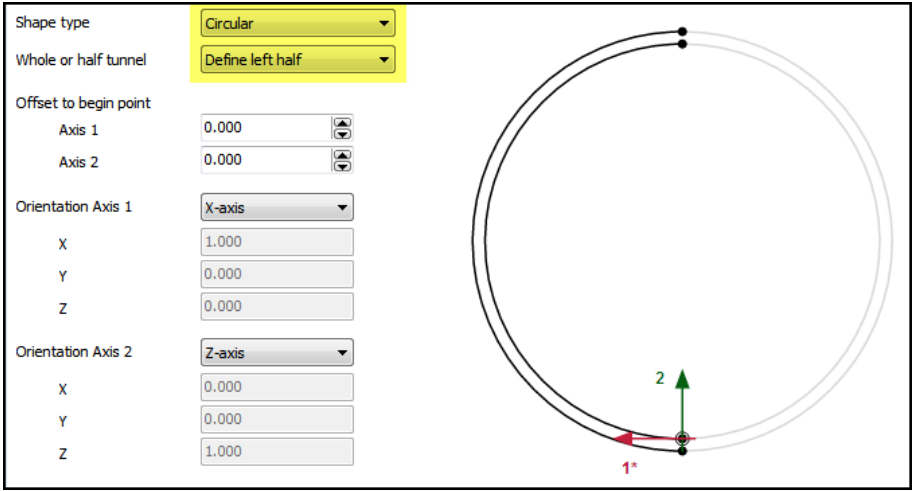 Shape type Circular
Whole or half tunnel Define left half
Offset to begin point
Axis 1 0.000
Axis 2 0.000
Orientation Axis 1 X-axis
X 1.000
Y 0.000
Z 0.000
Orientation Axis 2 Z-axis
X 0.000
Y 0.000
Z 1.000
2
1*